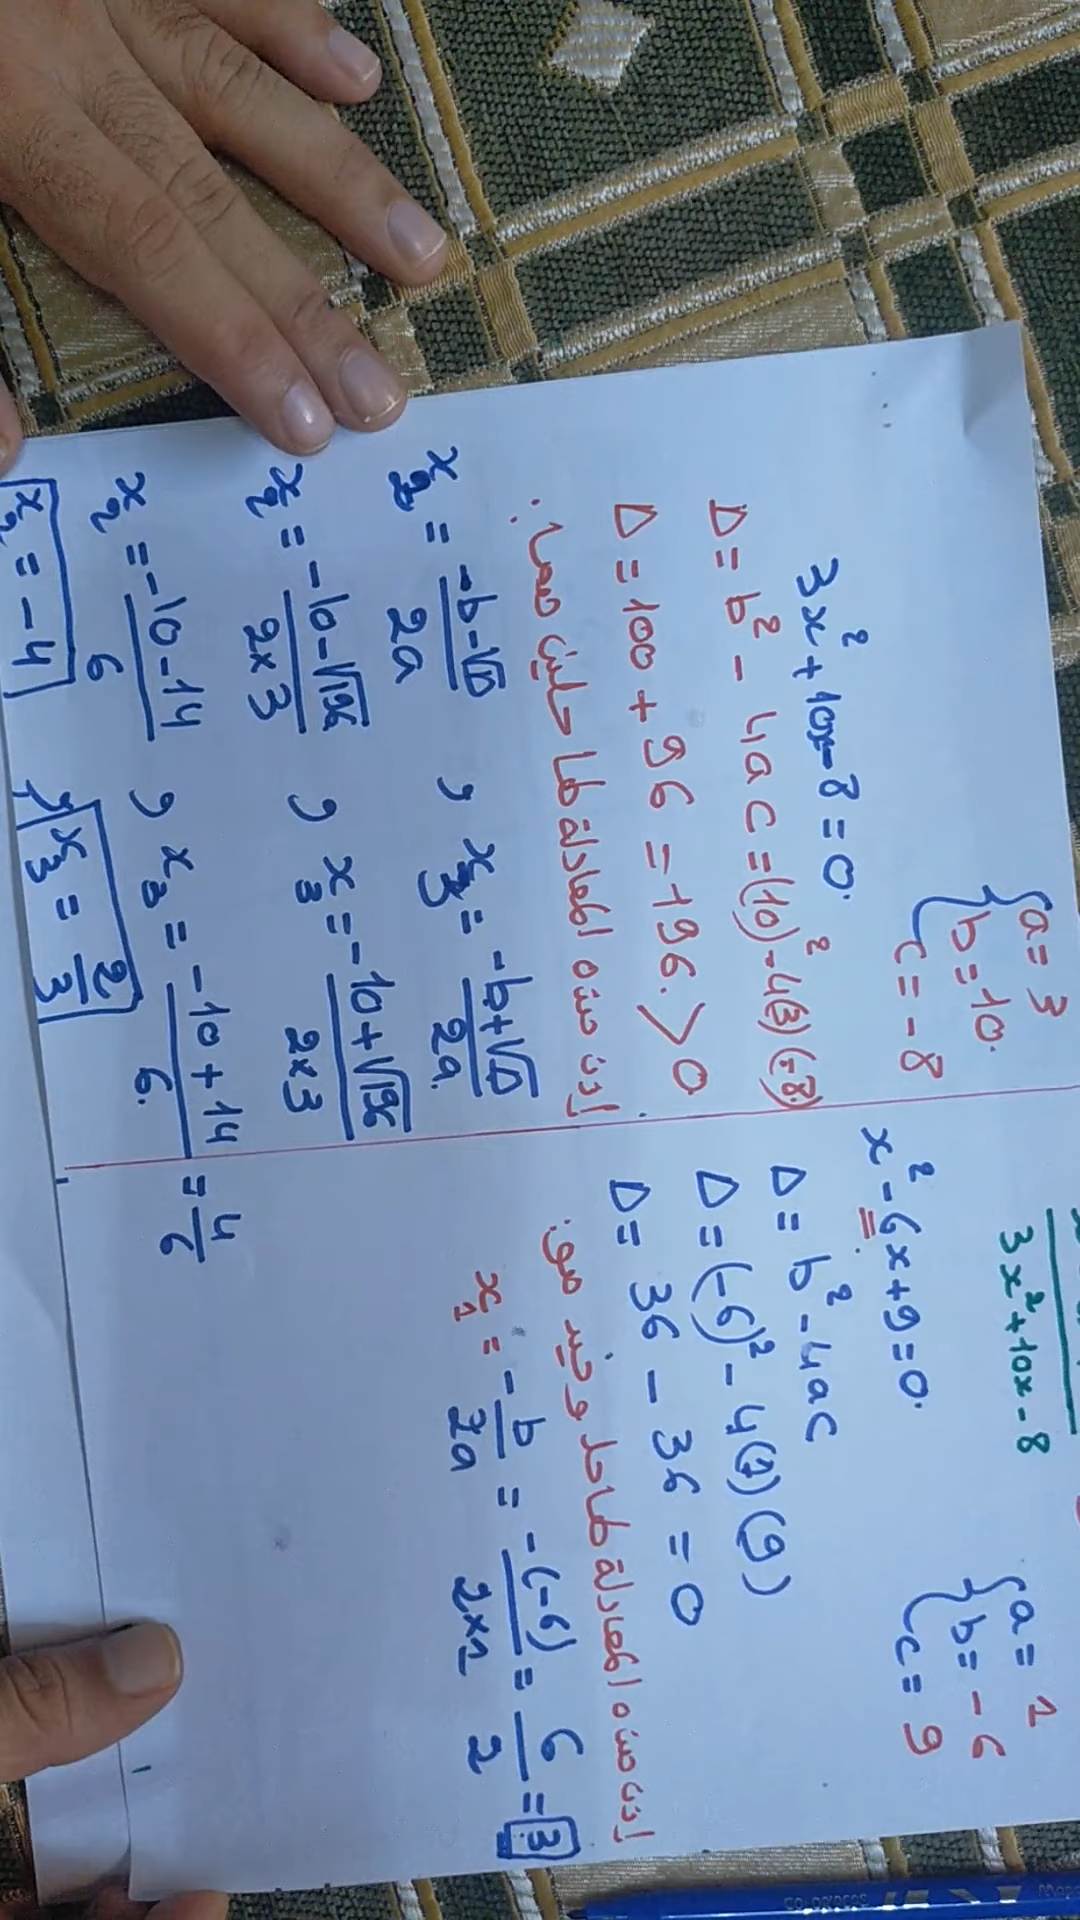 3x² + 10x - 8
{a = 3
b = 10.
c = -8
3x² + 10x - 8 = 0.
Δ = b² - 4ac = (10)² - 4(3)(-8)
Δ = 100 + 96 = 196. > 0
إذن هذه المعادلة لها حلين هما:
x₂ = -b-√Δ / 2a , x₃ = -b+√Δ / 2a.
x₂ = -10-√196 / 2×3 , x₃ = -10+√196 / 2×3
x₂ = -10-14 / 6 , x₃ = -10+14 / 6. = 4/6
x₂ = -4 , x₃ = 2/3
{a = 1
b = -6
c = 9
x² - 6x + 9 = 0.
Δ = b² - 4ac
Δ = (-6)² - 4(1)(9)
Δ = 36 - 36 = 0
إذن هذه المعادلة لها حل وحيد هو:
x₁ = -b/2a = -(-6) / 2×1 = 6/2 = 3